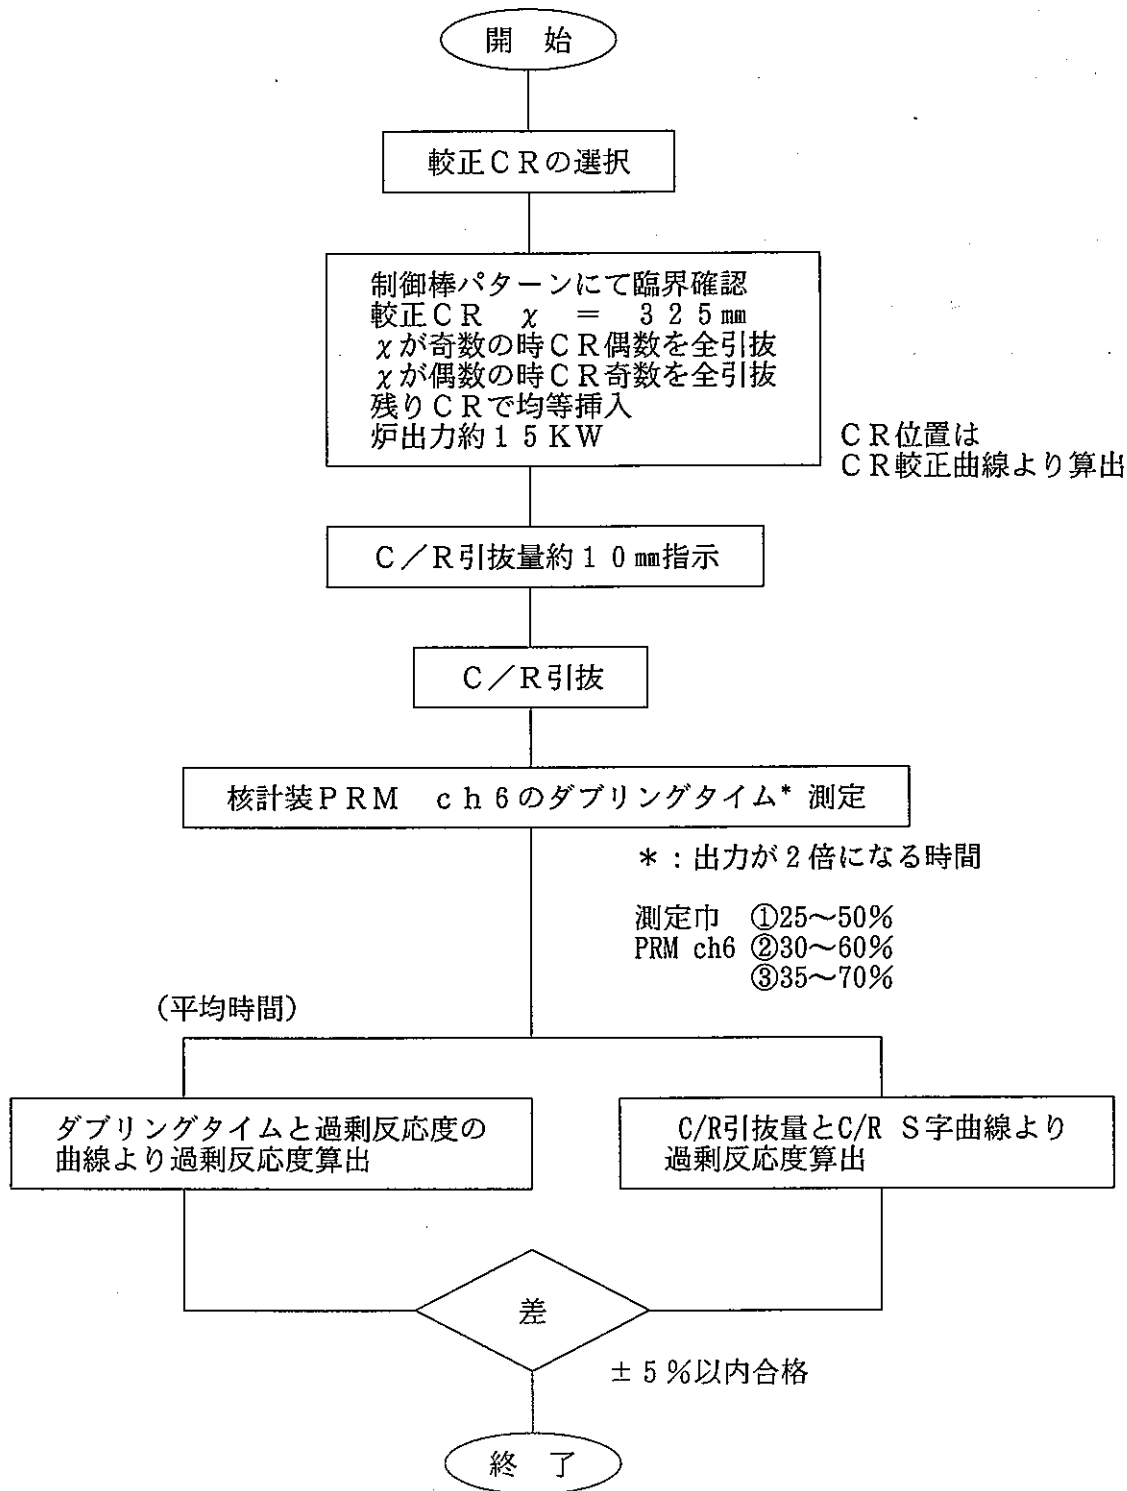 開 始
較正CRの選択
制御棒パターンにて臨界確認
較正CR χ = 325㎜
χが奇数の時CR偶数を全引抜
χが偶数の時CR奇数を全引抜
残りCRで均等挿入
炉出力約15KW
CR位置は
CR較正曲線より算出
C/R引抜量約10㎜指示
C/R引抜
核計装PRM ch6のダブリングタイム* 測定
*:出力が2倍になる時間
測定巾 ①25~50%
PRM ch6 ②30~60%
③35~70%
(平均時間)
ダブリングタイムと過剰反応度の
曲線より過剰反応度算出
C/R引抜量とC/R S字曲線より
過剰反応度算出
差
±5%以内合格
終 了